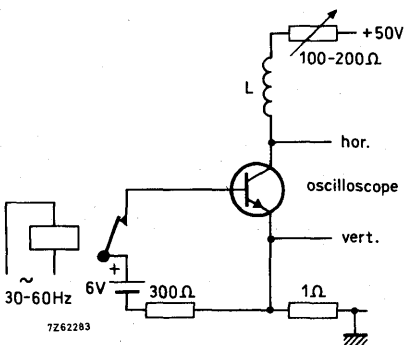 +50V
100-200Ω
L
hor.
oscilloscope
vert.
+
6V
300Ω
1Ω
~
30-60Hz
7Z62283